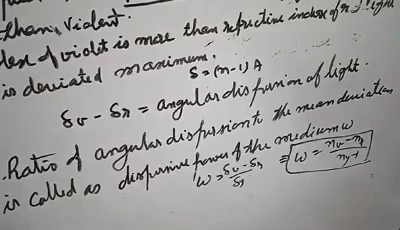 than, violet.
dex of violet is more than refractive index of red light
is deviated maximum.
δ = (n-1) A
δv - δr = angular dispersion of light.
Ratio of angular dispersion to the mean deviation
is called as dispersive power of the medium ω
ω = δv - δr / δy = ω = nv - nr / ny - 1